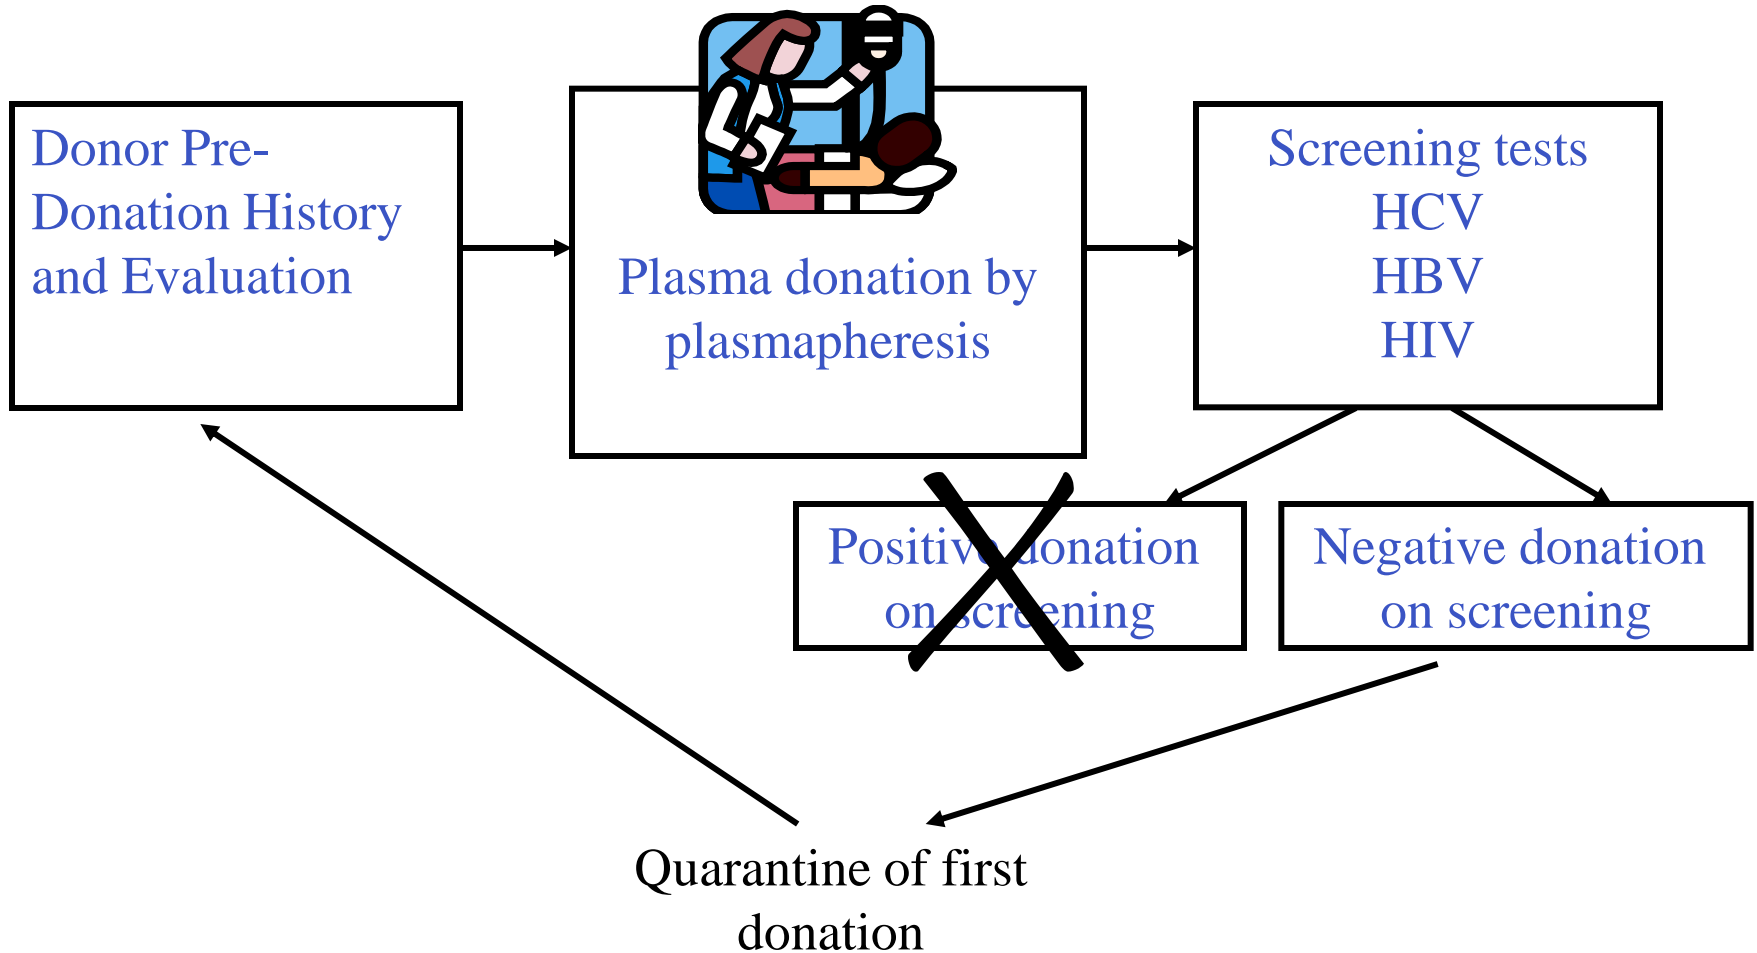 Donor Pre-
Donation History
and Evaluation
Plasma donation by
plasmapheresis
Screening tests
HCV
HBV
HIV
Positive donation
on screening
Negative donation
on screening
Quarantine of first
donation